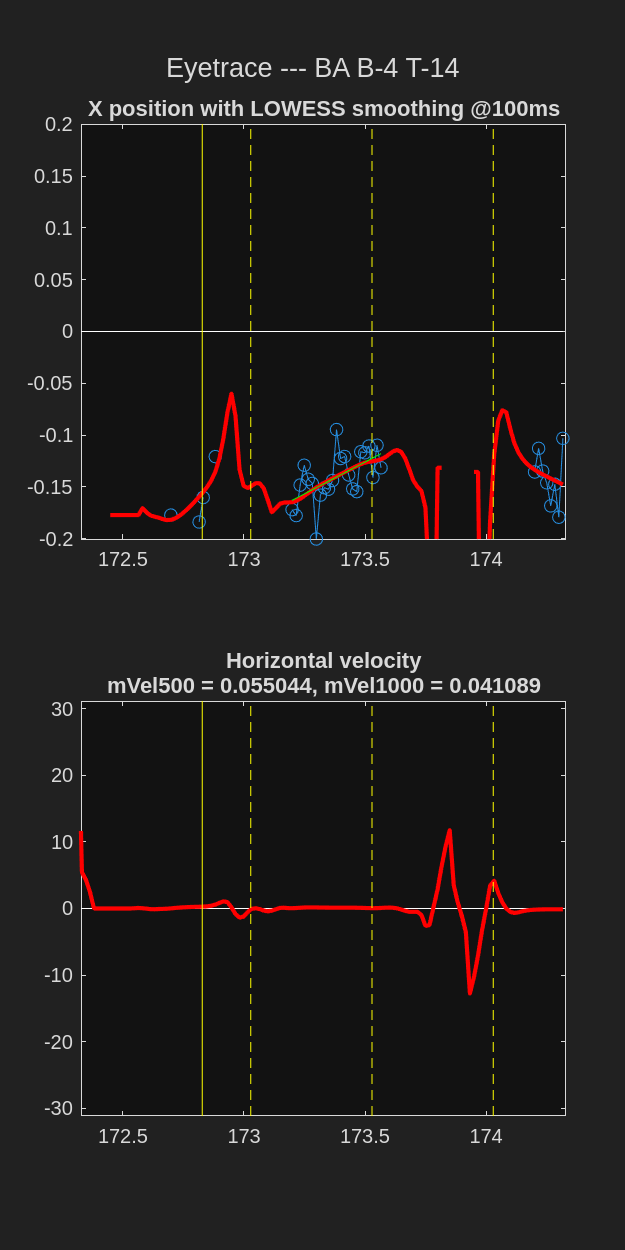 Eyetrace --- BA B-4 T-14
X position with LOWESS smoothing @100ms
0.2
0.15
0.1
0.05
0
-0.05
-0.1
-0.15
-0.2
172.5 173 173.5 174
Horizontal velocity
mVel500 = 0.055044, mVel1000 = 0.041089
30
20
10
0
-10
-20
-30
172.5 173 173.5 174